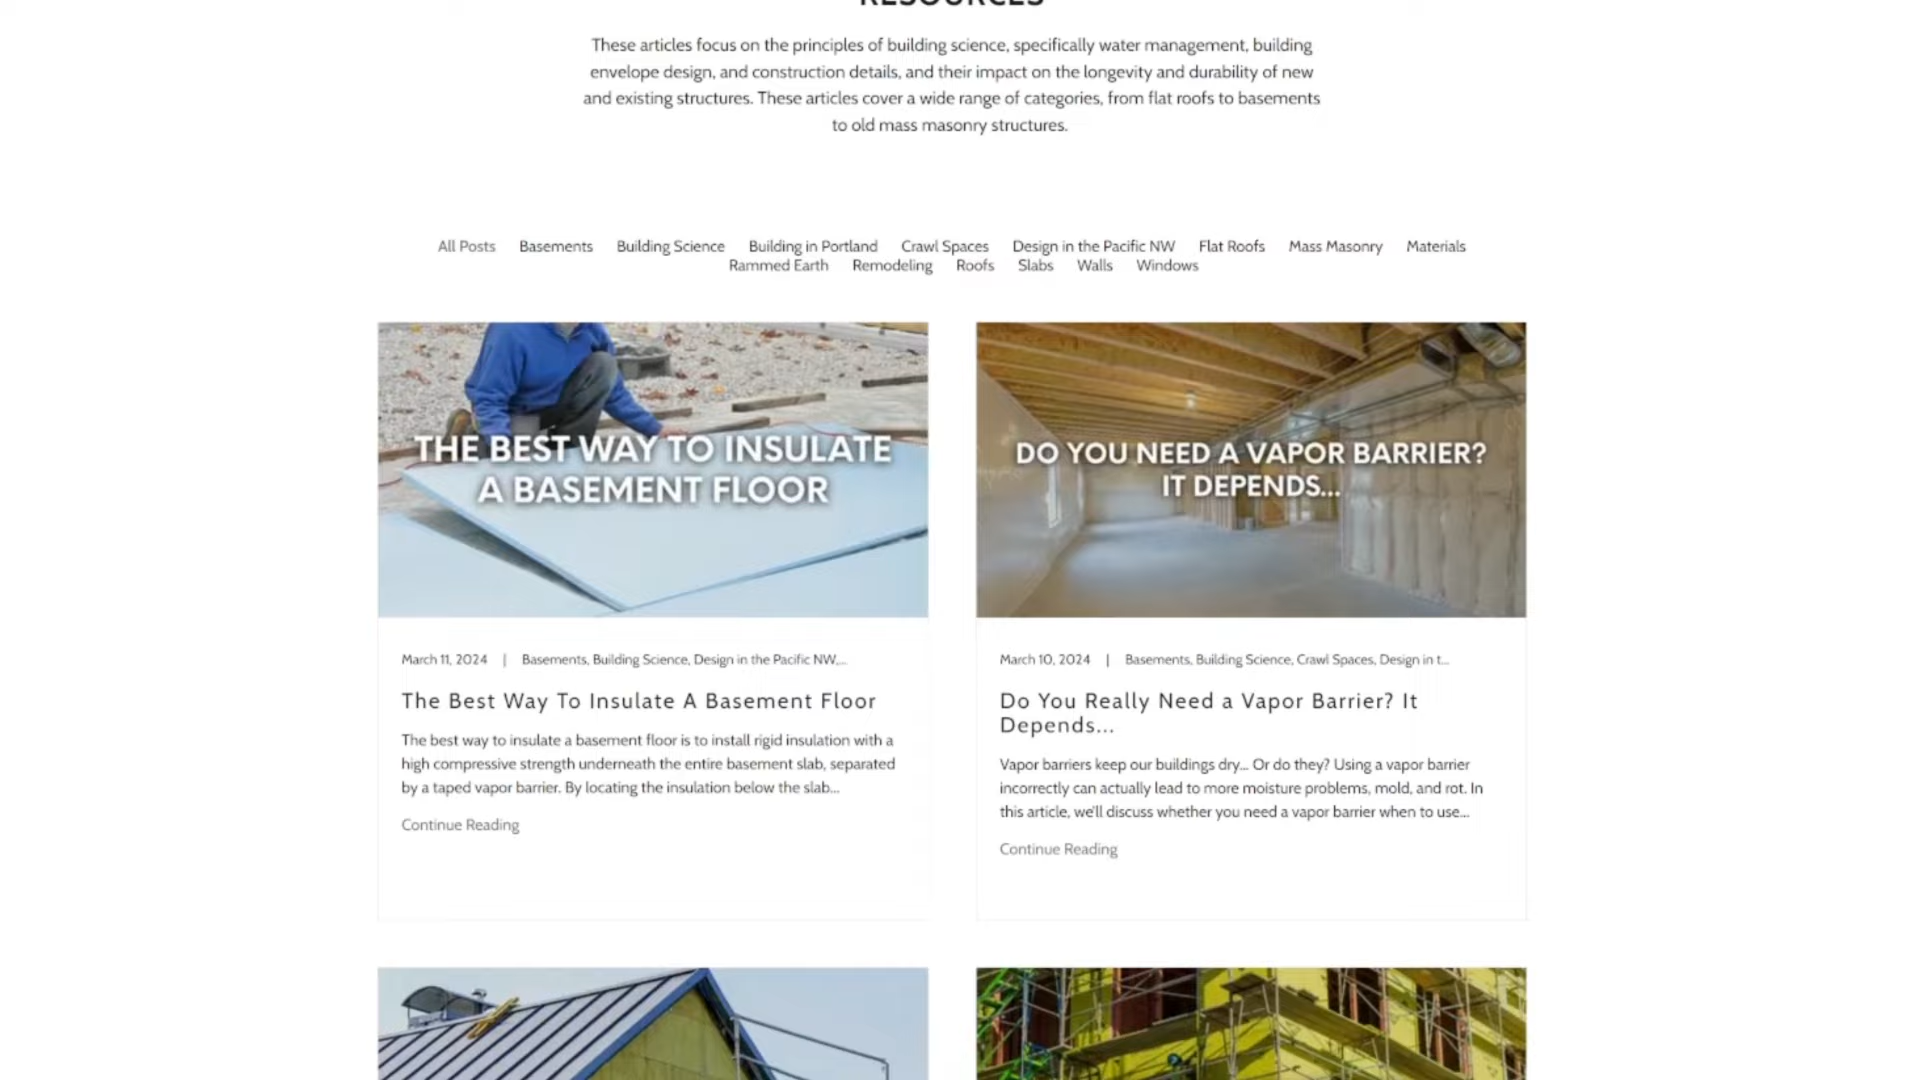 RESOURCES
These articles focus on the principles of building science, specifically water management, building
envelope design, and construction details, and their impact on the longevity and durability of new
and existing structures. These articles cover a wide range of categories, from flat roofs to basements
to old mass masonry structures.
All Posts Basements Building Science Building in Portland Crawl Spaces Design in the Pacific NW Flat Roofs Mass Masonry Materials
Rammed Earth Remodeling Roofs Slabs Walls Windows
THE BEST WAY TO INSULATE
A BASEMENT FLOOR
March 11, 2024 | Basements, Building Science, Design in the Pacific NW,...
The Best Way To Insulate A Basement Floor
The best way to insulate a basement floor is to install rigid insulation with a
high compressive strength underneath the entire basement slab, separated
by a taped vapor barrier. By locating the insulation below the slab...
Continue Reading
DO YOU NEED A VAPOR BARRIER?
IT DEPENDS...
March 10, 2024 | Basements, Building Science, Crawl Spaces, Design in t...
Do You Really Need a Vapor Barrier? It
Depends...
Vapor barriers keep our buildings dry... Or do they? Using a vapor barrier
incorrectly can actually lead to more moisture problems, mold, and rot. In
this article, we'll discuss whether you need a vapor barrier when to use...
Continue Reading